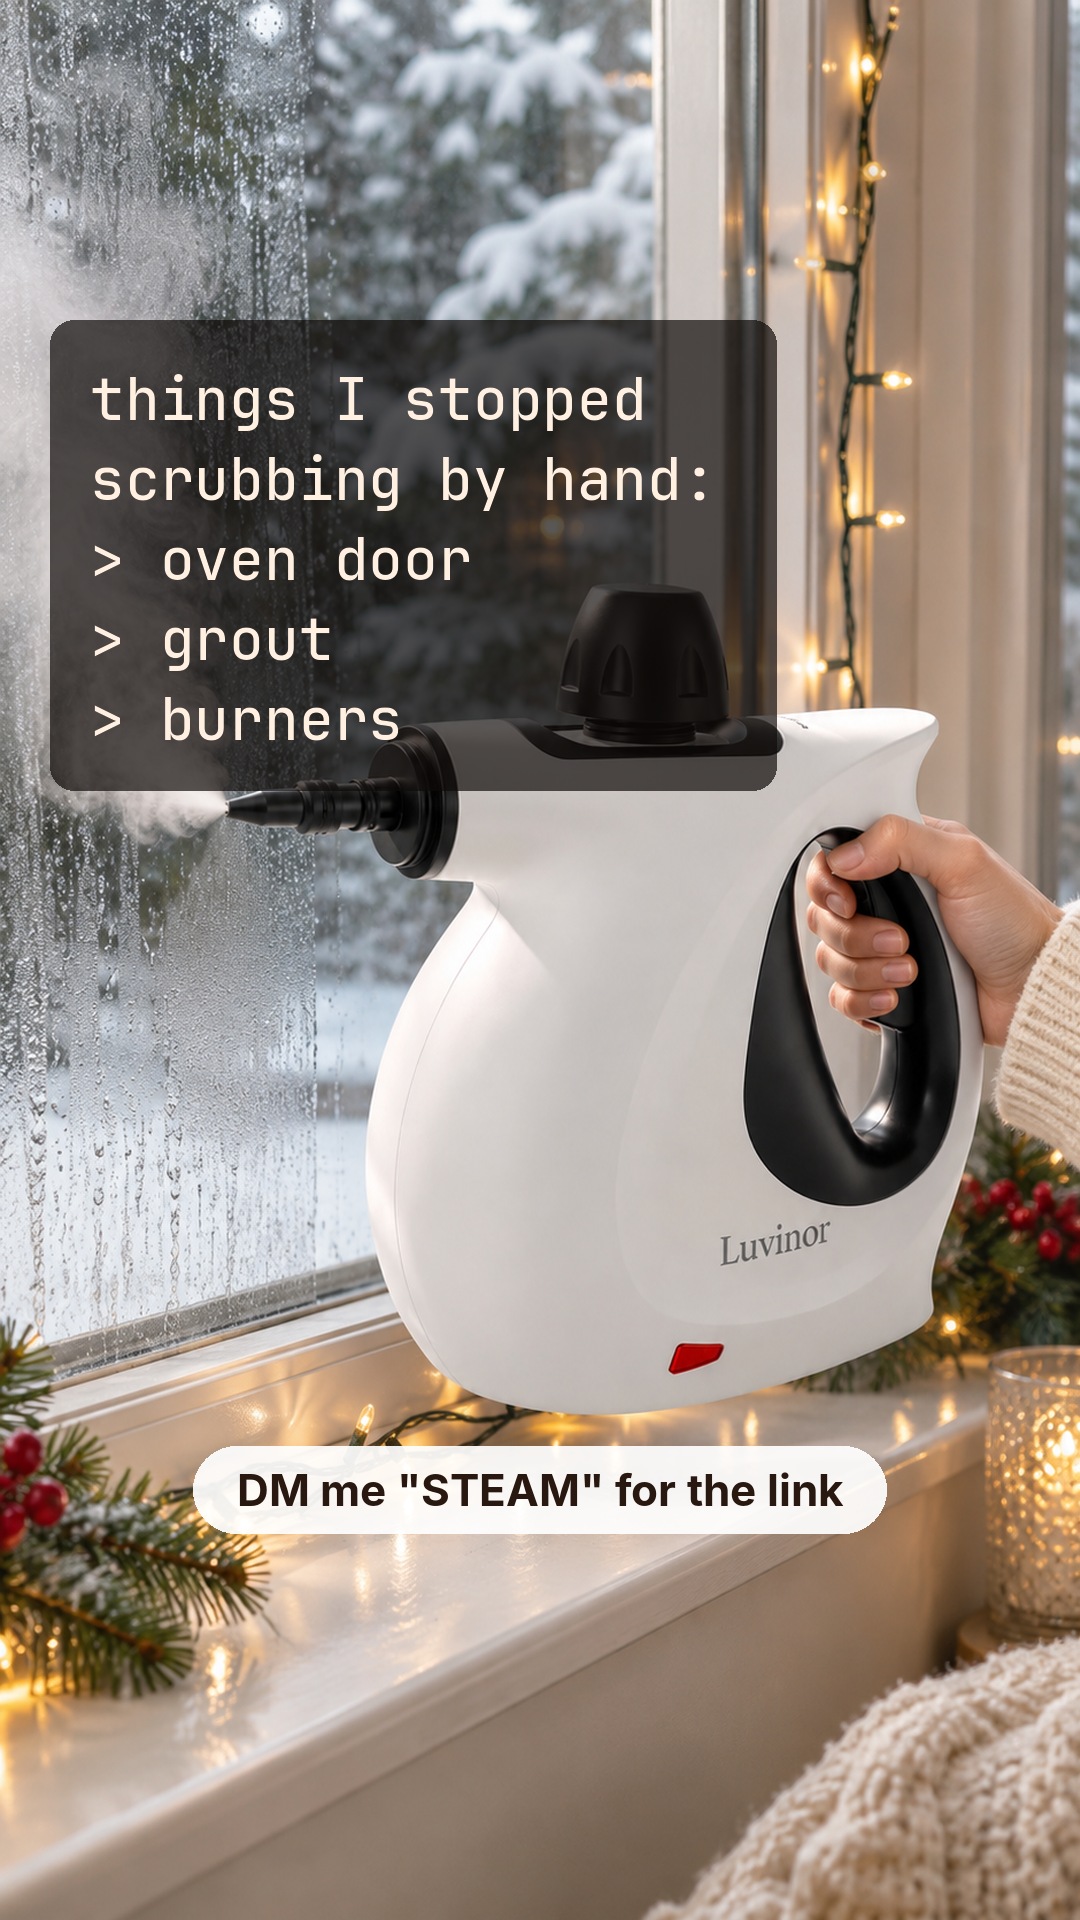 things I stopped
scrubbing by hand:
> oven door
> grout
> burners
Luvinor
DM me "STEAM" for the link